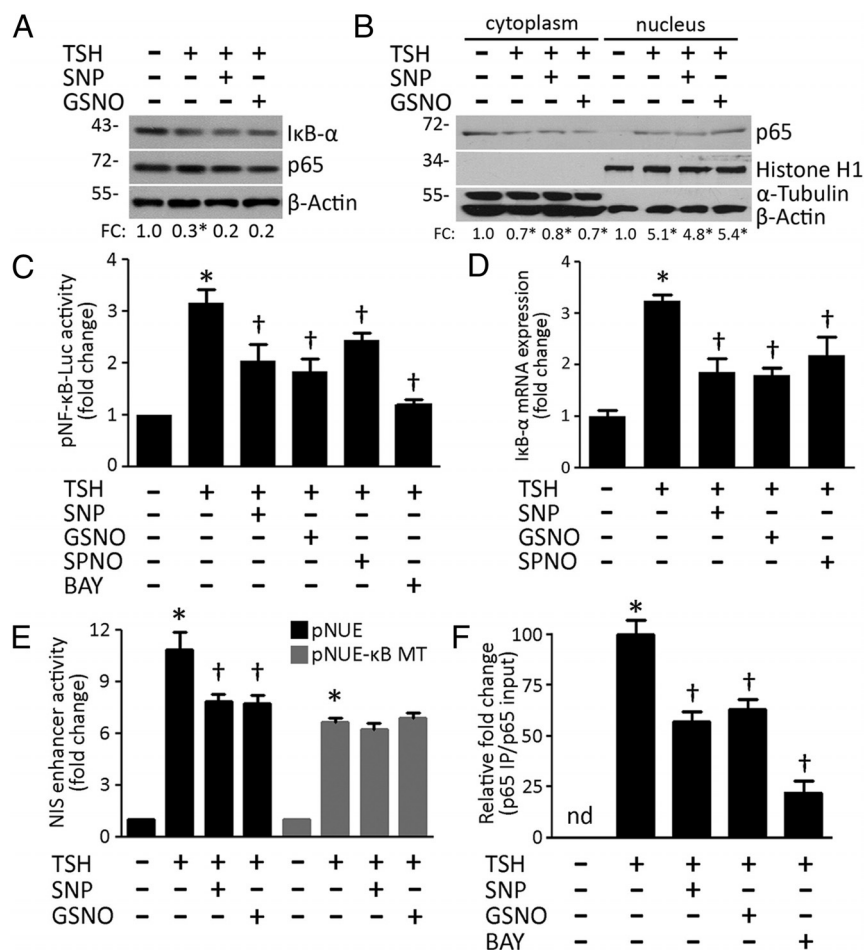 A
TSH − + + +
SNP − − + −
GSNO − − − +
43- IκB-α
72- p65
55- β-Actin
FC: 1.0 0.3* 0.2 0.2
B
cytoplasm nucleus
TSH − + + + − + + +
SNP − − + − − − + −
GSNO − − − + − − − +
72- p65
34- Histone H1
55- α-Tubulin
β-Actin
FC: 1.0 0.7* 0.8* 0.7* 1.0 5.1* 4.8* 5.4*
C
pNF-κB-Luc activity
(fold change)
4
3
2
1
0
* † † † †
TSH − + + + + +
SNP − − + − − −
GSNO − − − + − −
SPNO − − − − + −
BAY − − − − − +
D
IκB-α mRNA expression
(fold change)
4
3
2
1
0
* † † †
TSH − + + + +
SNP − − + − −
GSNO − − − + −
SPNO − − − − +
E
NIS enhancer activity
(fold change)
12
9
6
3
0
pNUE
pNUE-κB MT
* † † *
TSH − + + + − + + +
SNP − − + − − − + −
GSNO − − − + − − − +
F
Relative fold change
(p65 IP/p65 input)
100
75
50
25
0
nd * † † †
TSH − + + + +
SNP − − + − −
GSNO − − − + −
BAY − − − − +